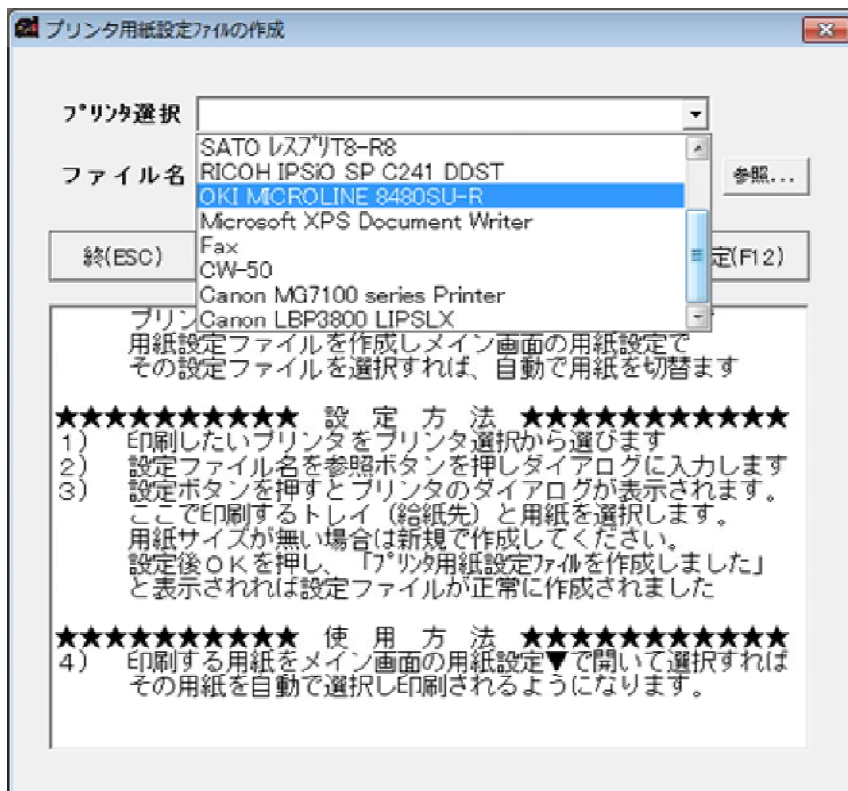 プリンタ用紙設定ファイルの作成
プリンタ選択
SATO レスプリT8-R8
ファイル名
RICOH IPSiO SP C241 DDST
参照...
OKI MICROLINE 8480SU-R
Microsoft XPS Document Writer
Fax
終(ESC)
定(F12)
CW-50
Canon MG7100 series Printer
プリン
Canon LBP3800 LIPSLX
用紙設定ファイルを作成しメイン画面の用紙設定で
その設定ファイルを選択すれば、自動で用紙を切替ます
★★★★★★★★★★ 設 定 方 法 ★★★★★★★★★★★
1) 印刷したいプリンタをプリンタ選択から選びます
2) 設定ファイル名を参照ボタンを押しダイアログに入力します
3) 設定ボタンを押すとプリンタのダイアログが表示されます。
ここで印刷するトレイ(給紙先)と用紙を選択します。
用紙サイズが無い場合は新規で作成してください。
設定後OKを押し、「プリンタ用紙設定ファイルを作成しました」
と表示されれば設定ファイルが正常に作成されました
★★★★★★★★★★ 使 用 方 法 ★★★★★★★★★★★
4) 印刷する用紙をメイン画面の用紙設定▼で開いて選択すれば
その用紙を自動で選択し印刷されるようになります。